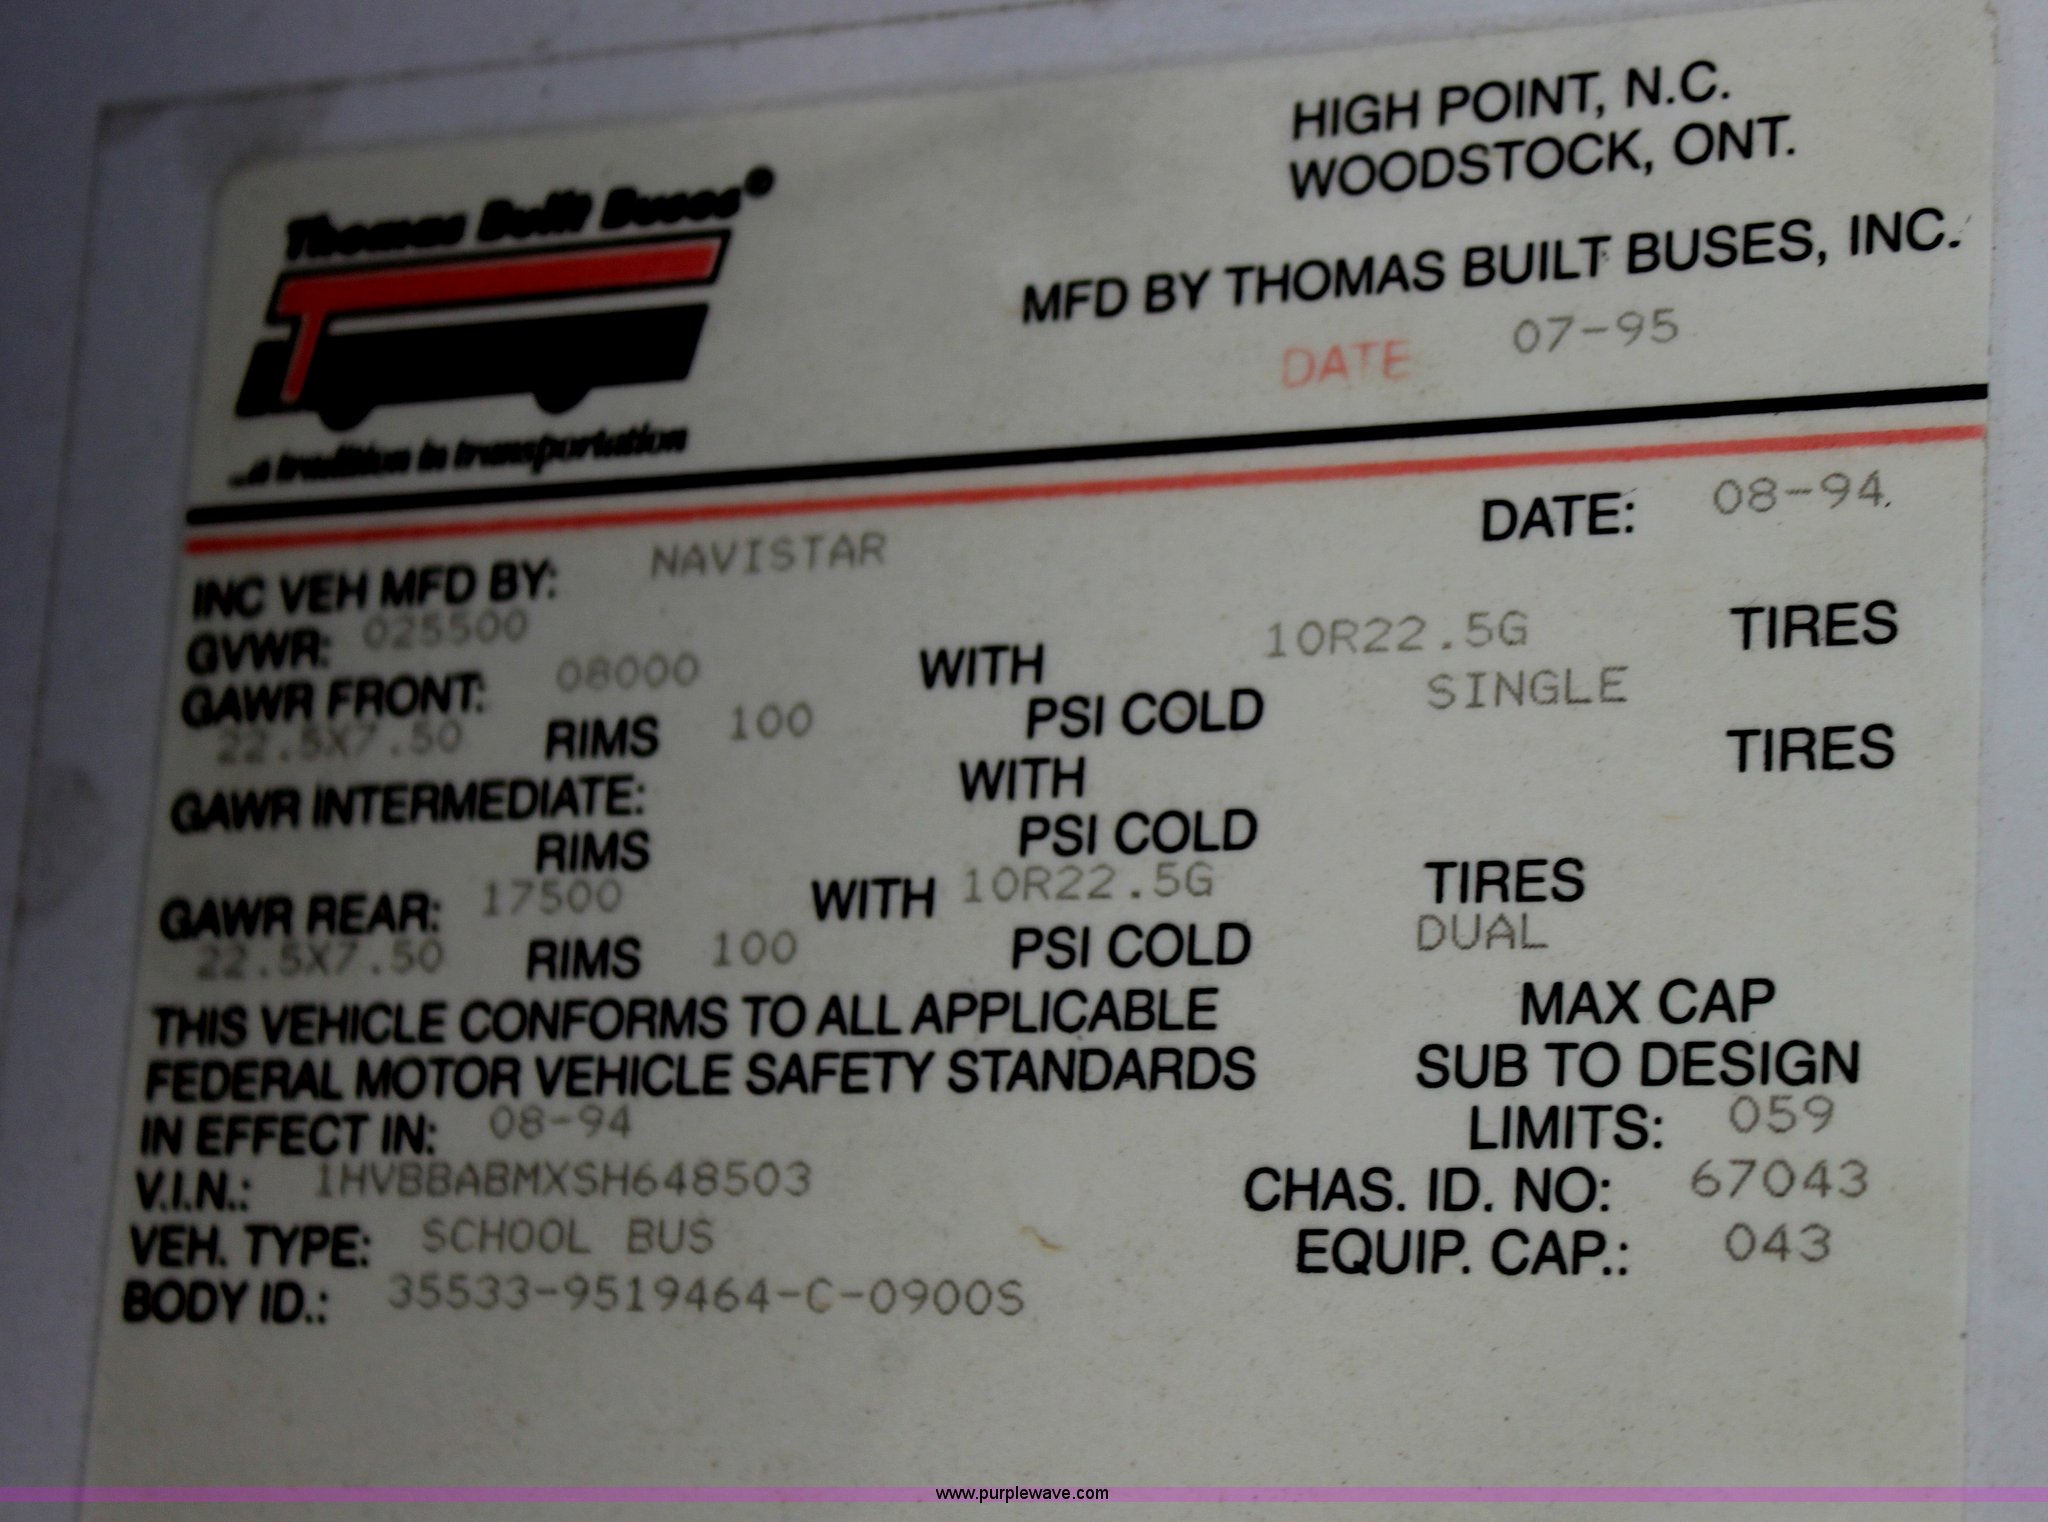 Thomas Built Buses®
...a tradition in transportation
HIGH POINT, N.C.
WOODSTOCK, ONT.
MFD BY THOMAS BUILT BUSES, INC.
DATE 07-95
INC VEH MFD BY: NAVISTAR DATE: 08-94
GVWR: 025500
GAWR FRONT: 08000 WITH 10R22.5G TIRES
22.5X7.50 RIMS 100 PSI COLD SINGLE
GAWR INTERMEDIATE: WITH TIRES
RIMS PSI COLD
GAWR REAR: 17500 WITH 10R22.5G TIRES
22.5X7.50 RIMS 100 PSI COLD DUAL
THIS VEHICLE CONFORMS TO ALL APPLICABLE
FEDERAL MOTOR VEHICLE SAFETY STANDARDS
IN EFFECT IN: 08-94
MAX CAP
SUB TO DESIGN
LIMITS: 059
V.I.N.: 1HVBBABMXSH648503 CHAS. ID. NO: 67043
VEH. TYPE: SCHOOL BUS EQUIP. CAP.: 043
BODY ID.: 35533-9519464-C-0900S
www.purplewave.com